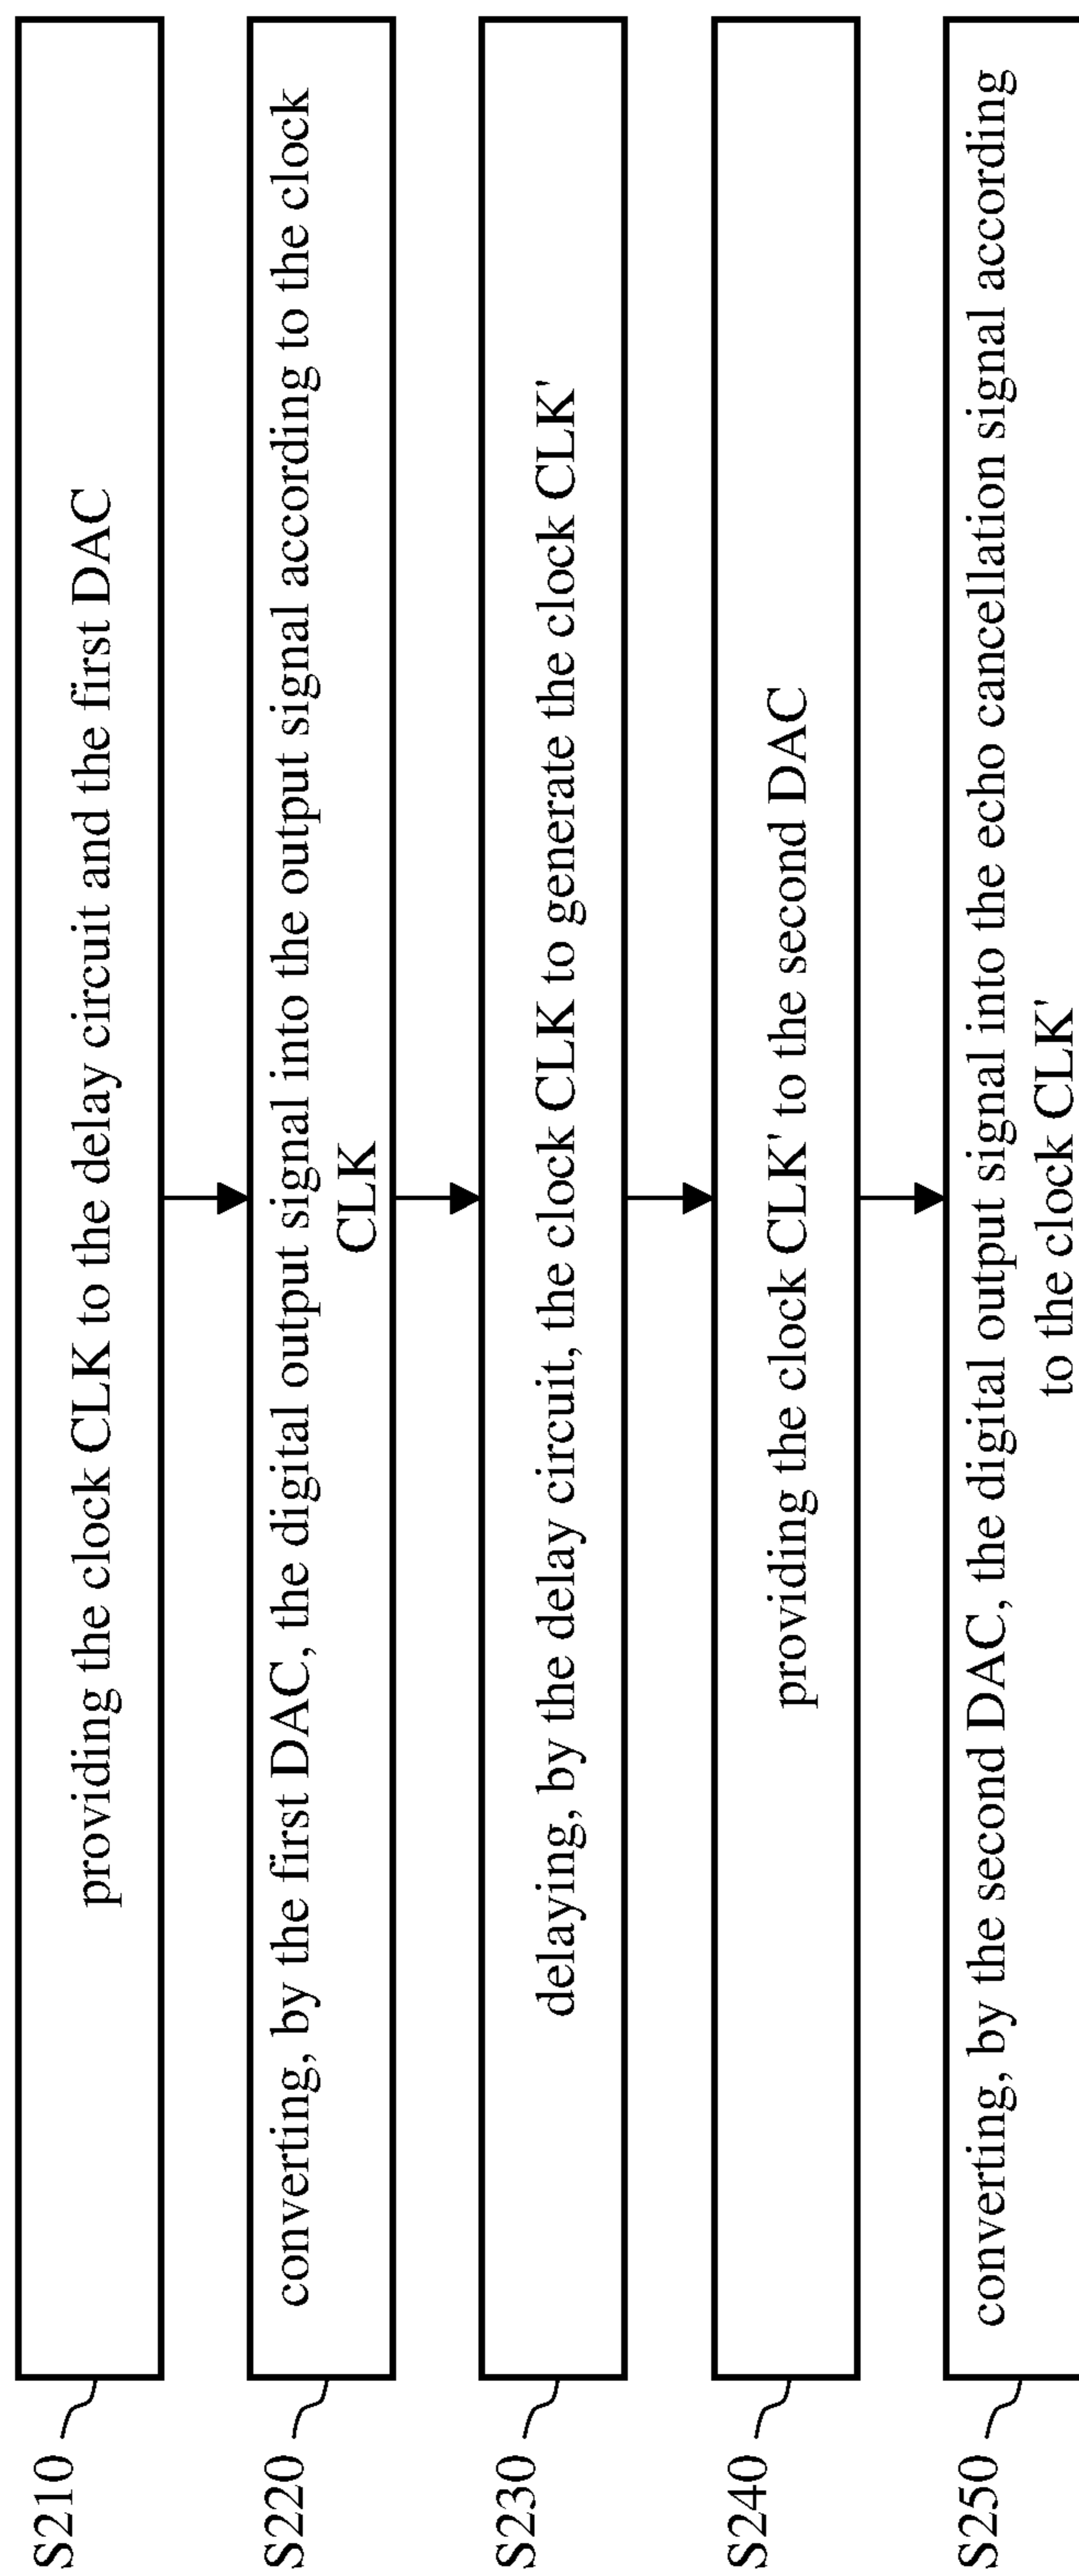 S210
providing the clock CLK to the delay circuit and the first DAC
S220
converting, by the first DAC, the digital output signal into the output signal according to the clock
CLK
S230
delaying, by the delay circuit, the clock CLK to generate the clock CLK'
S240
providing the clock CLK' to the second DAC
S250
converting, by the second DAC, the digital output signal into the echo cancellation signal according
to the clock CLK'